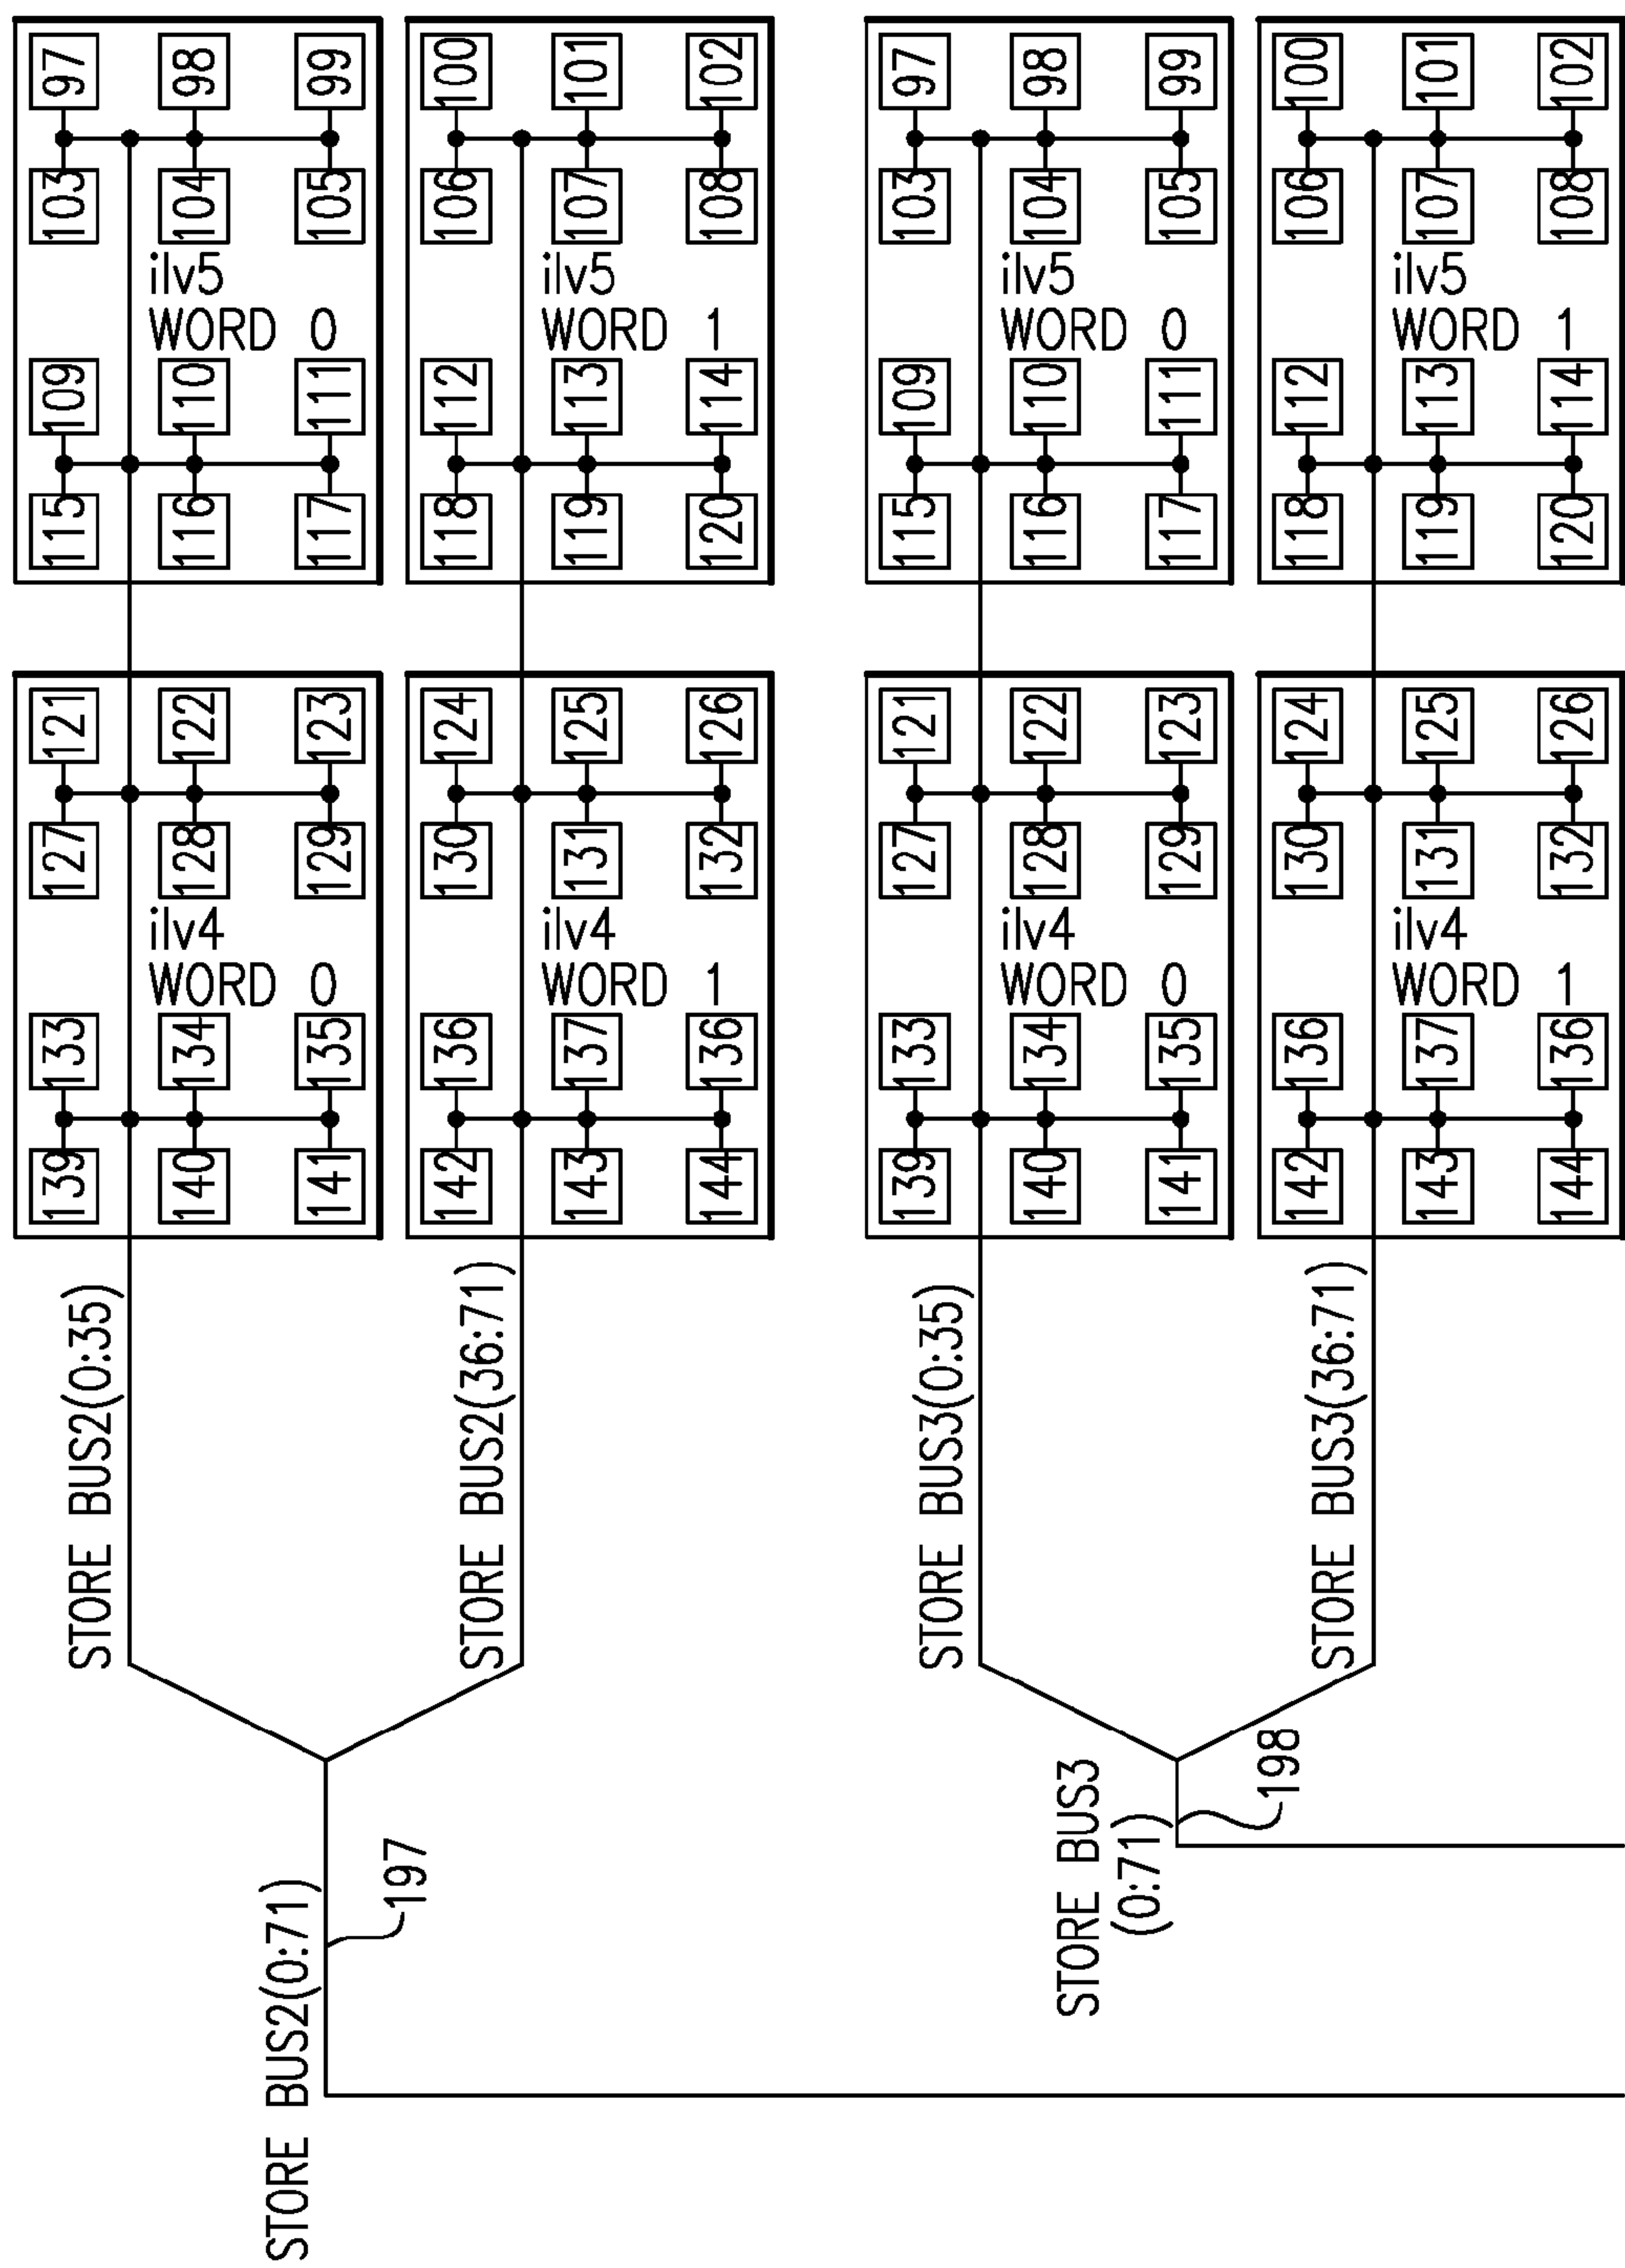 97 98 99
103 104 105
ilv5
WORD 0
109 110 111
115 116 117
100 101 102
106 107 108
ilv5
WORD 1
112 113 114
118 119 120
97 98 99
103 104 105
ilv5
WORD 0
109 110 111
115 116 117
100 101 102
106 107 108
ilv5
WORD 1
112 113 114
118 119 120
121 122 123
127 128 129
ilv4
WORD 0
133 134 135
139 140 141
124 125 126
130 131 132
ilv4
WORD 1
136 137 136
142 143 144
121 122 123
127 128 129
ilv4
WORD 0
133 134 135
139 140 141
124 125 126
130 131 132
ilv4
WORD 1
136 137 136
142 143 144
STORE BUS2(0:35)
STORE BUS2(36:71)
STORE BUS3(0:35)
STORE BUS3(36:71)
STORE BUS2(0:71)
197
STORE BUS3
(0:71)
198